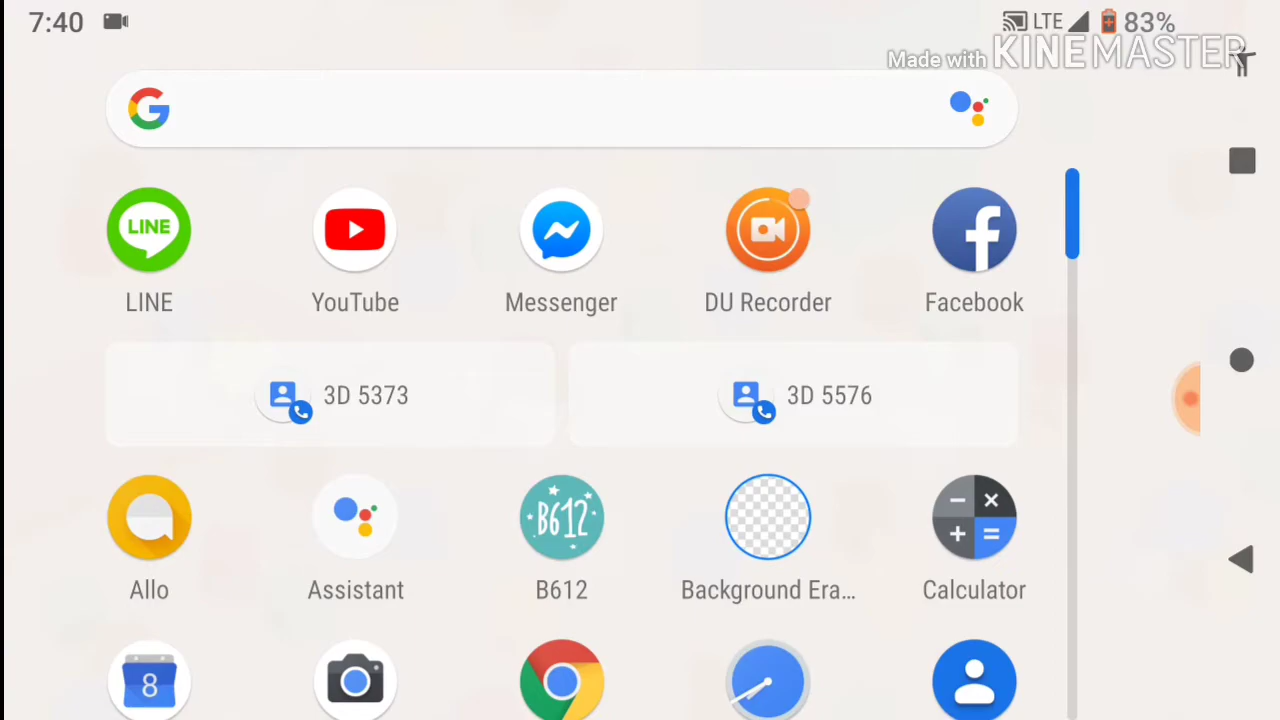 7:40
LTE 83%
Made with KINEMASTER
LINE
LINE YouTube Messenger DU Recorder Facebook
3D 5373 3D 5576
B612
Allo Assistant B612 Background Era... Calculator
8